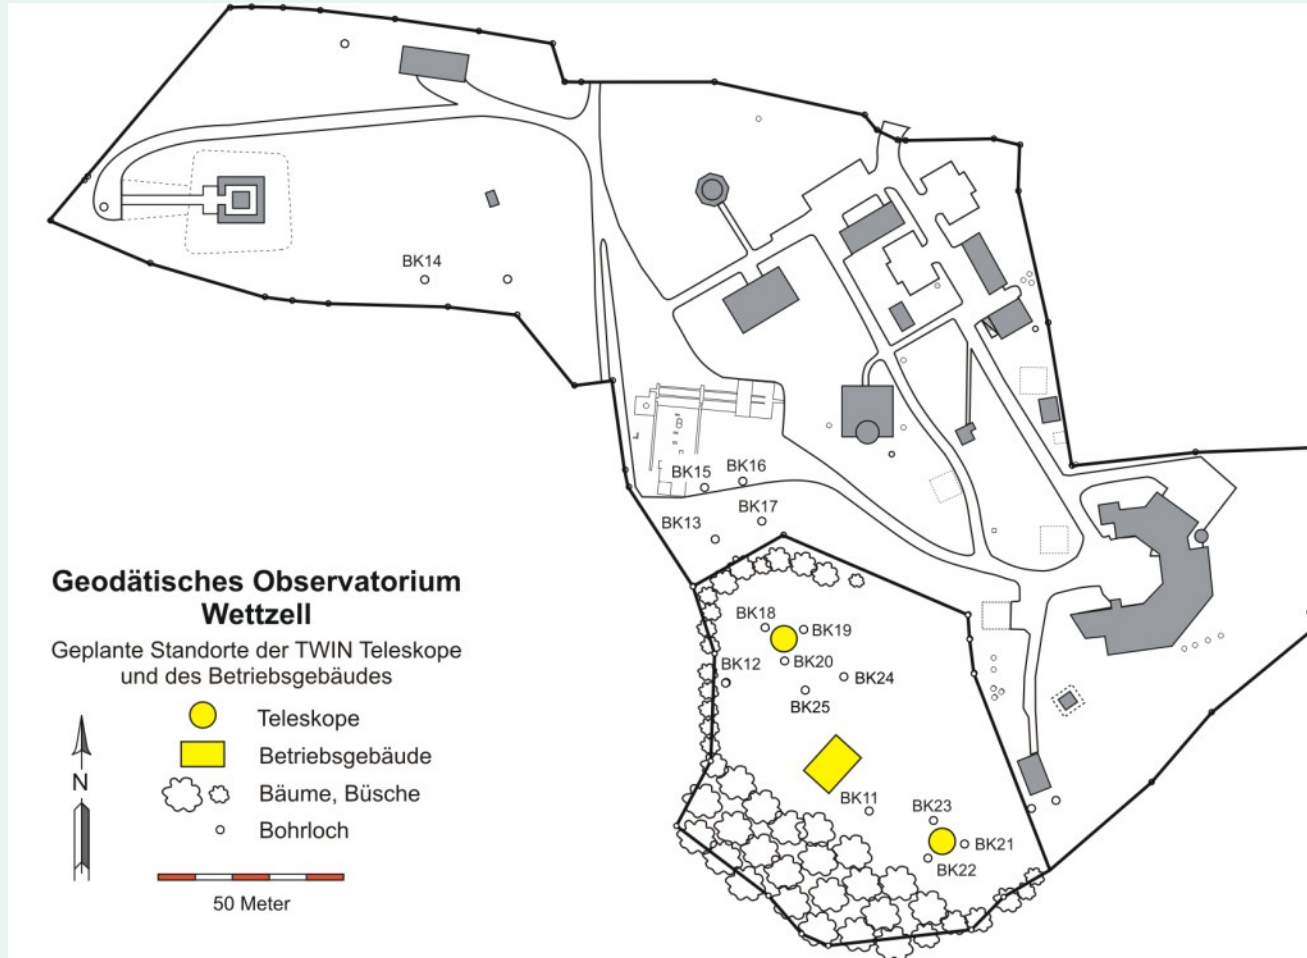 BK14
BK15
BK16
BK13
BK17
Geodätisches Observatorium
Wettzell
Geplante Standorte der TWIN Teleskope
und des Betriebsgebäudes
Teleskope
Betriebsgebäude
Bäume, Büsche
Bohrloch
N
50 Meter
BK18
BK19
BK20
BK12
BK24
BK25
BK11
BK23
BK21
BK22